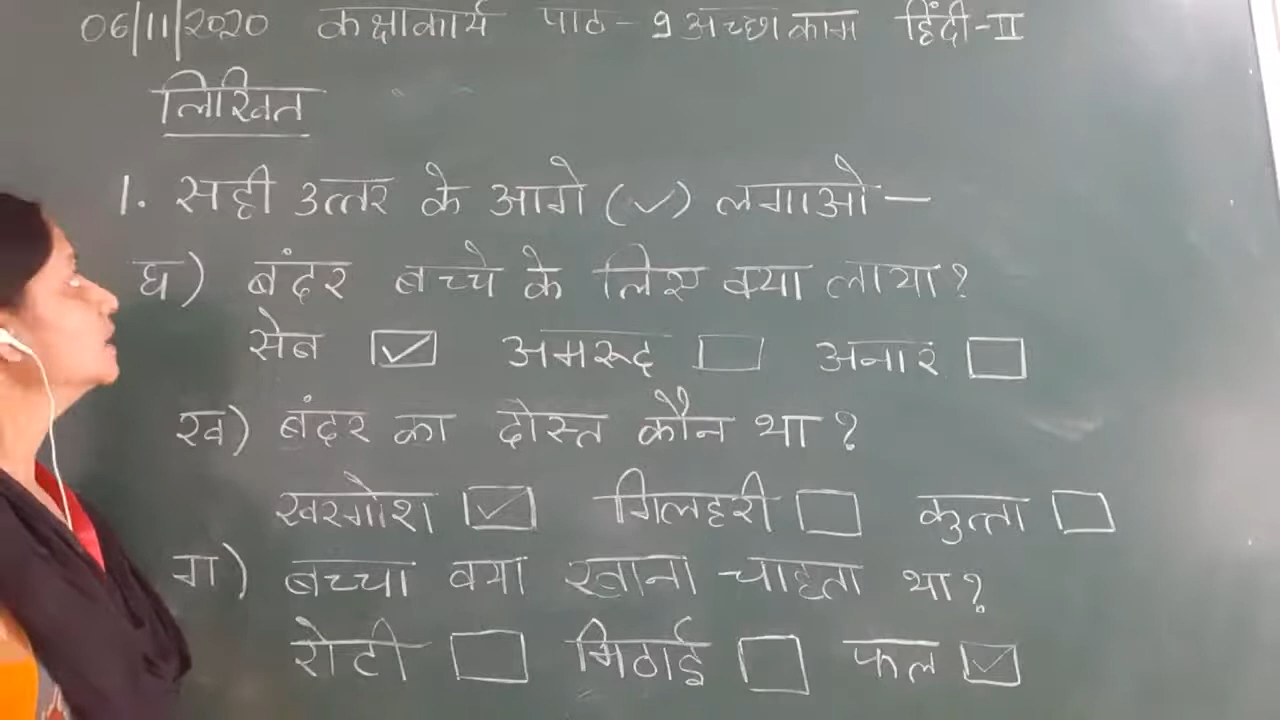 06/11/2020 कक्षाकार्य पाठ - 9 अच्छा काम हिंदी-II
लिखित
1. सही उत्तर के आगे (✓) लगाओ —
घ) बंदर बच्चे के लिए क्या लाया?
सेब ☑ अमरूद ☐ अनार ☐
ख) बंदर का दोस्त कौन था?
खरगोश ☑ गिलहरी ☐ कुत्ता ☐
ग) बच्चा क्या खाना चाहता था?
रोटी ☐ मिठाई ☐ फल ☑